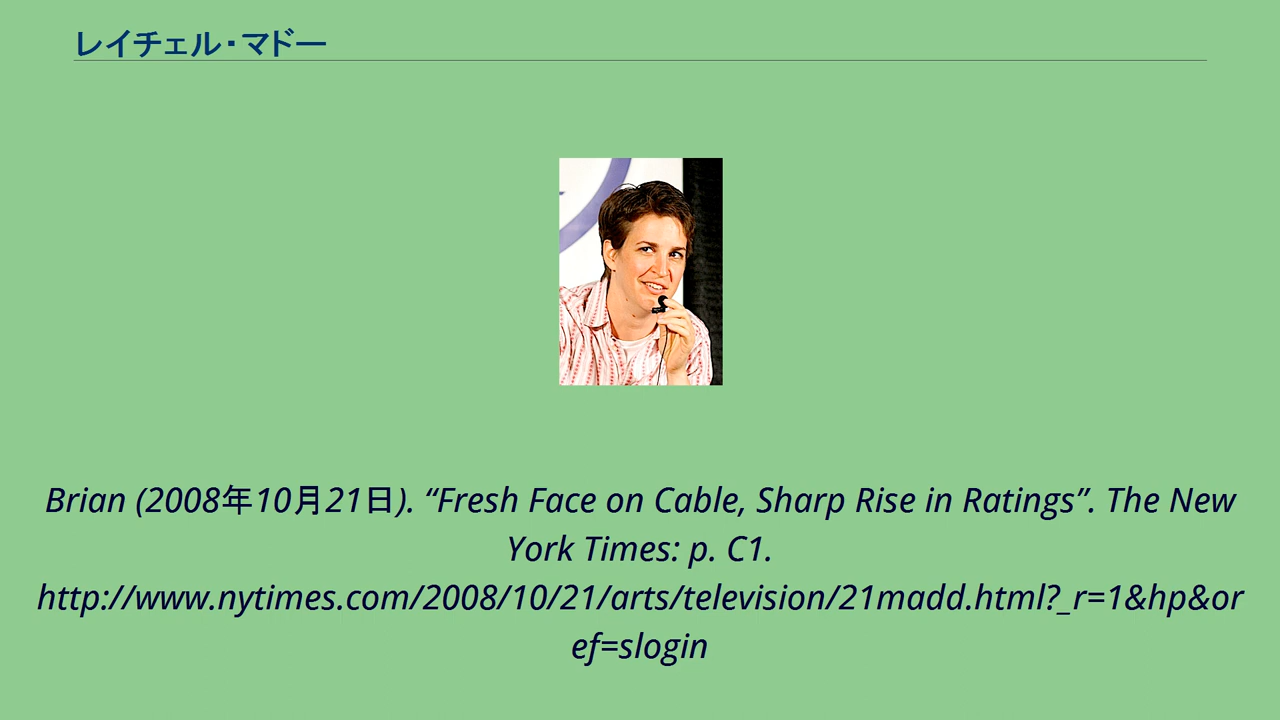 レイチェル・マドー
Brian (2008年10月21日). “Fresh Face on Cable, Sharp Rise in Ratings”. The New
York Times: p. C1.
http://www.nytimes.com/2008/10/21/arts/television/21madd.html?_r=1&hp&or
ef=slogin